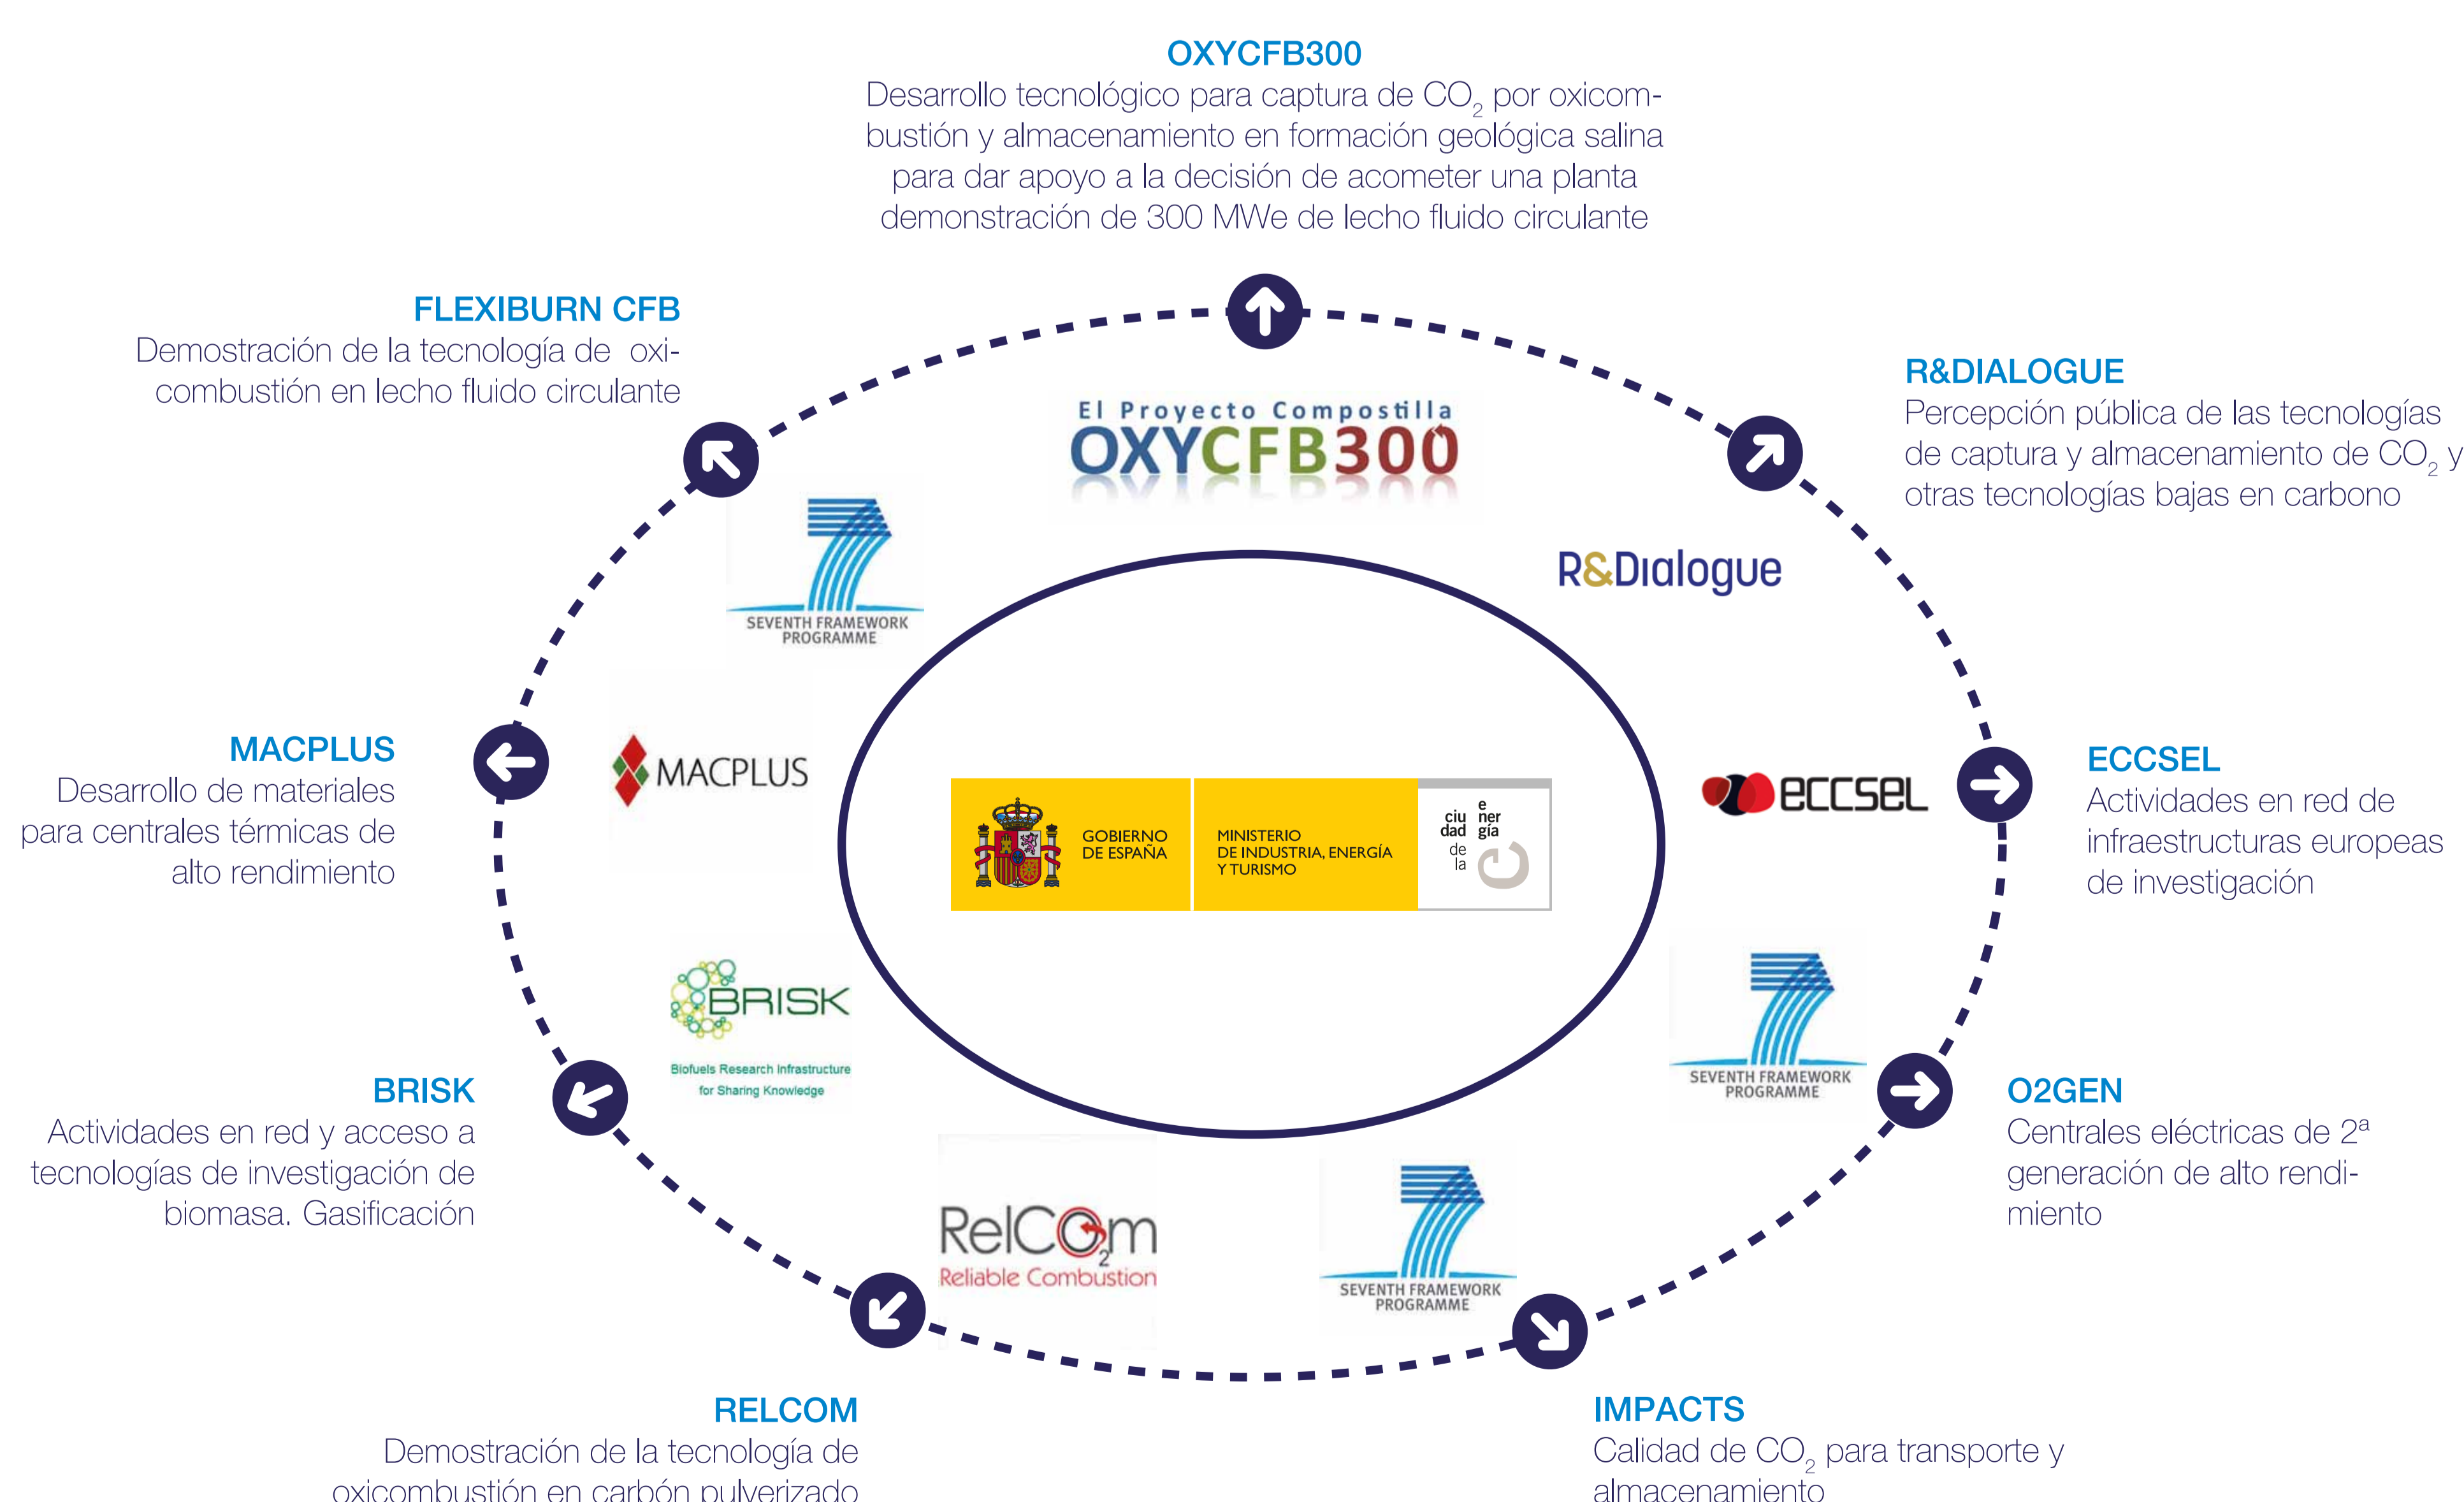 OXYCFB300
Desarrollo tecnológico para captura de CO₂ por oxicom-
bustión y almacenamiento en formación geológica salina
para dar apoyo a la decisión de acometer una planta
demonstración de 300 MWe de lecho fluido circulante
FLEXIBURN CFB
Demostración de la tecnología de oxi-
combustión en lecho fluido circulante
R&DIALOGUE
Percepción pública de las tecnologías
de captura y almacenamiento de CO₂ y
otras tecnologías bajas en carbono
El Proyecto Compostilla
OXYCFB300
SEVENTH FRAMEWORK
PROGRAMME
R&Dialogue
MACPLUS
Desarrollo de materiales
para centrales térmicas de
alto rendimiento
MACPLUS
GOBIERNO
DE ESPAÑA
MINISTERIO
DE INDUSTRIA, ENERGÍA
Y TURISMO
ciu
dad
de
la
e
ner
gía
C
eccsel
ECCSEL
Actividades en red de
infraestructuras europeas
de investigación
BRISK
Biofuels Research Infrastructure
for Sharing Knowledge
SEVENTH FRAMEWORK
PROGRAMME
BRISK
Actividades en red y acceso a
tecnologías de investigación de
biomasa. Gasificación
O2GEN
Centrales eléctricas de 2ª
generación de alto rendi-
miento
RelCO₂m
Reliable Combustion
SEVENTH FRAMEWORK
PROGRAMME
RELCOM
Demostración de la tecnología de
oxicombustión en carbón pulverizado
IMPACTS
Calidad de CO₂ para transporte y
almacenamiento